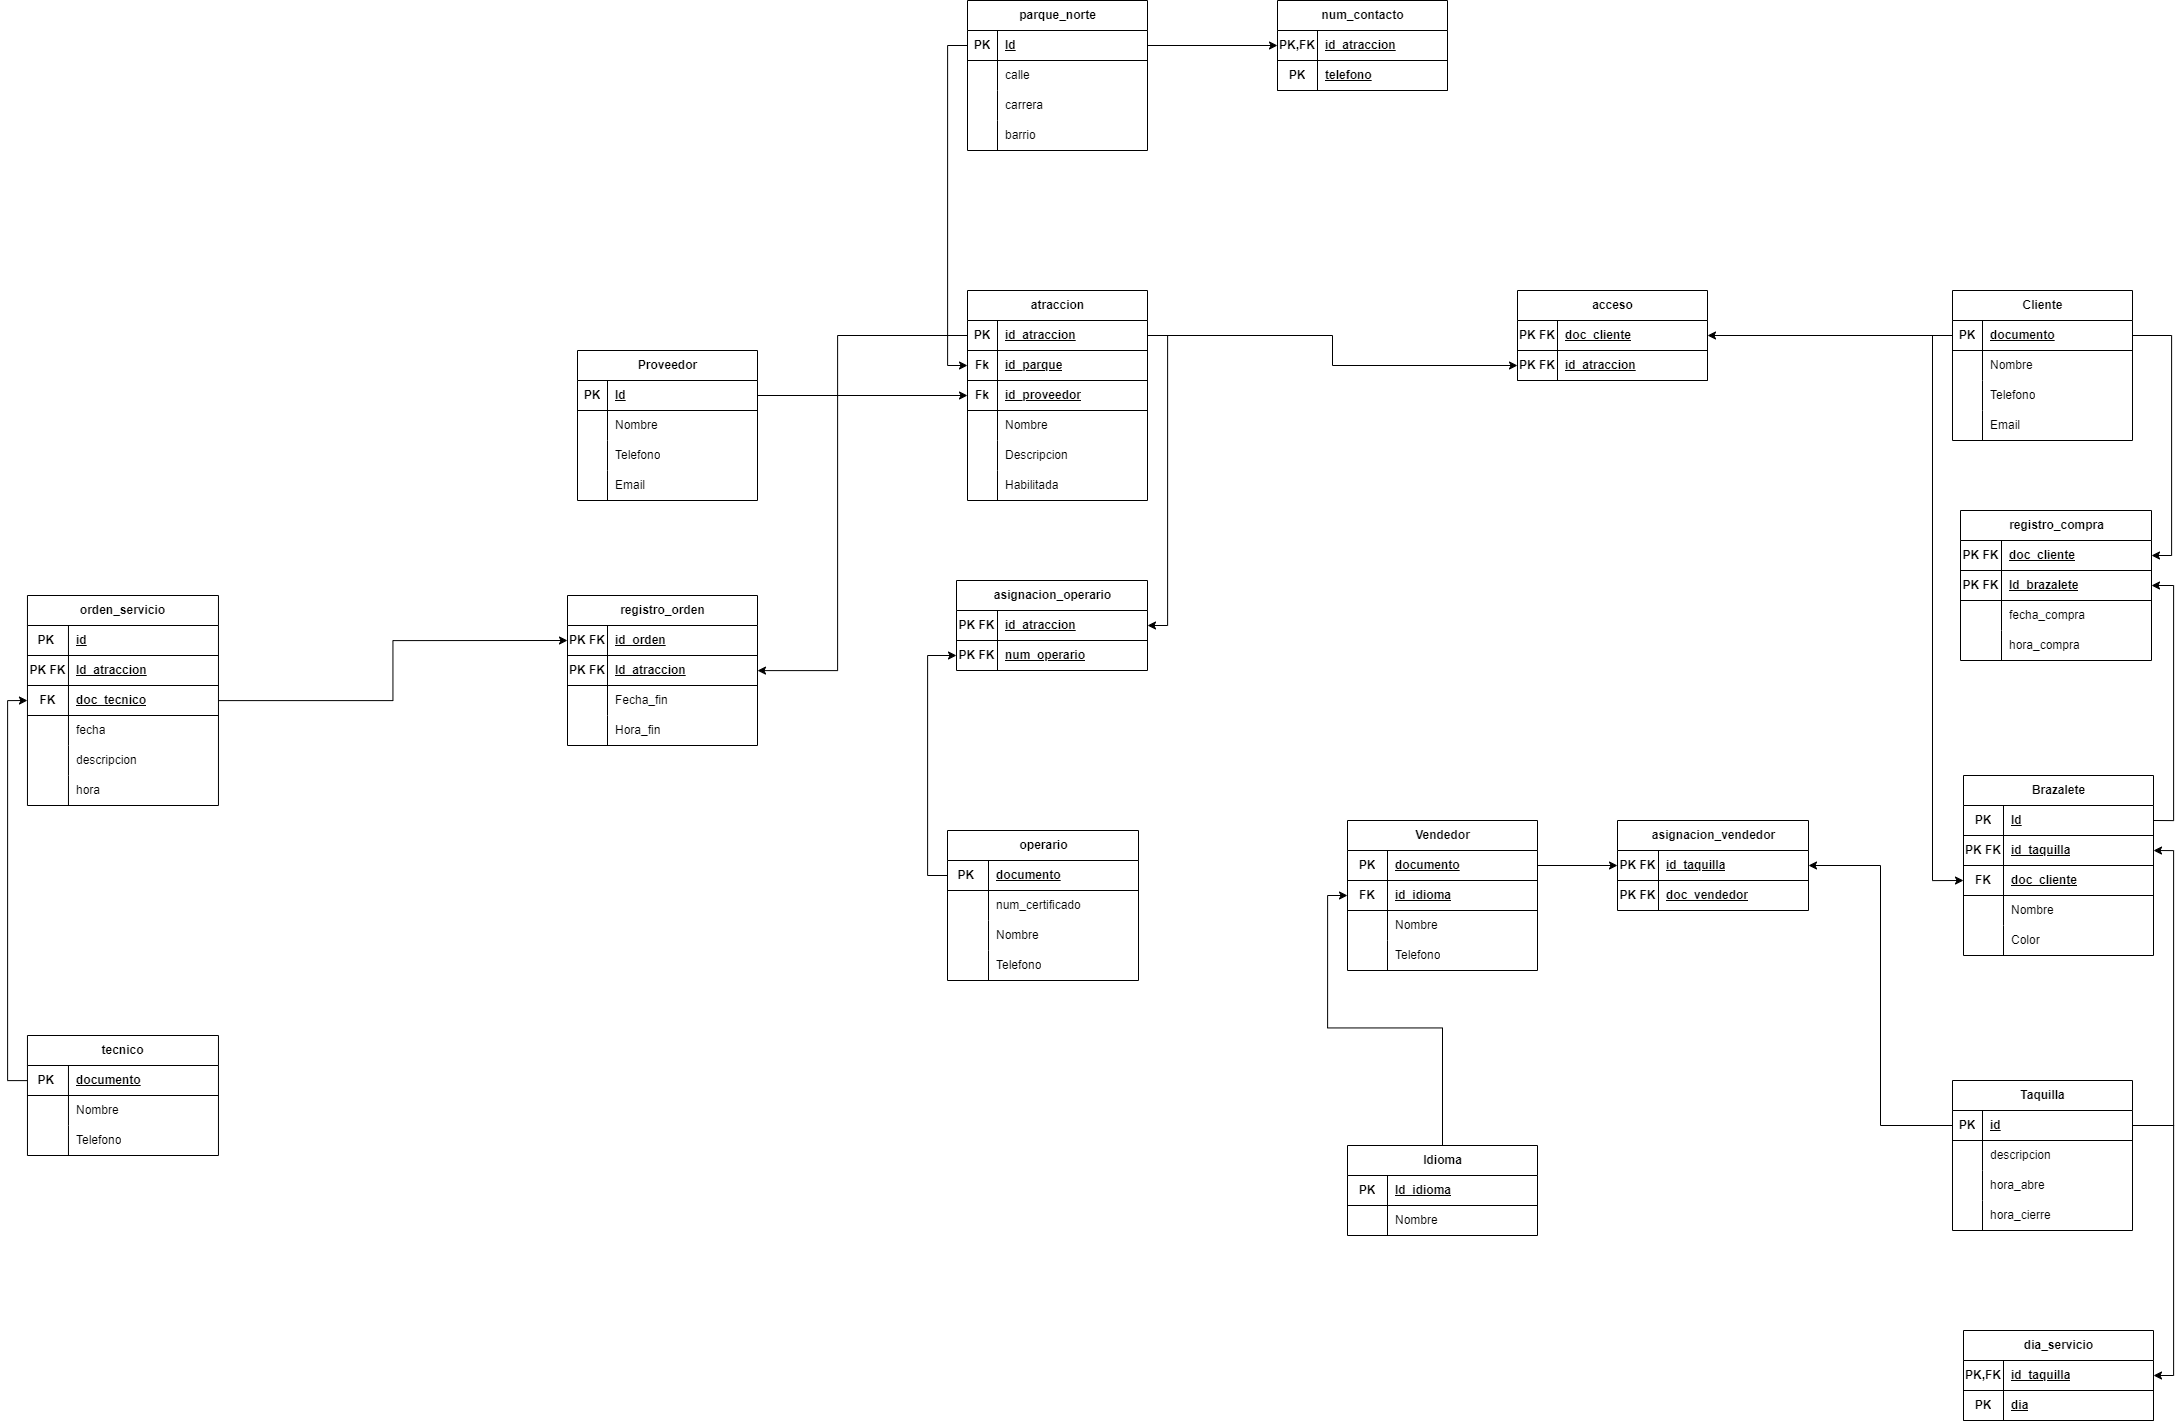 parque_norte
PK Id
calle
carrera
barrio
num_contacto
PK,FK id_atraccion
PK telefono
atraccion
PK id_atraccion
Fk id_parque
Fk id_proveedor
Nombre
Descripcion
Habilitada
acceso
PK FK doc_cliente
PK FK id_atraccion
Cliente
PK documento
Nombre
Telefono
Email
Proveedor
PK Id
Nombre
Telefono
Email
registro_compra
PK FK doc_cliente
PK FK Id_brazalete
fecha_compra
hora_compra
orden_servicio
PK id
PK FK Id_atraccion
FK doc_tecnico
fecha
descripcion
hora
registro_orden
PK FK id_orden
PK FK Id_atraccion
Fecha_fin
Hora_fin
asignacion_operario
PK FK id_atraccion
PK FK num_operario
Brazalete
PK Id
PK FK id_taquilla
FK doc_cliente
Nombre
Color
operario
PK documento
num_certificado
Nombre
Telefono
Vendedor
PK documento
FK id_idioma
Nombre
Telefono
asignacion_vendedor
PK FK id_taquilla
PK FK doc_vendedor
tecnico
PK documento
Nombre
Telefono
Taquilla
PK id
descripcion
hora_abre
hora_cierre
Idioma
PK Id_idioma
Nombre
dia_servicio
PK,FK id_taquilla
PK dia